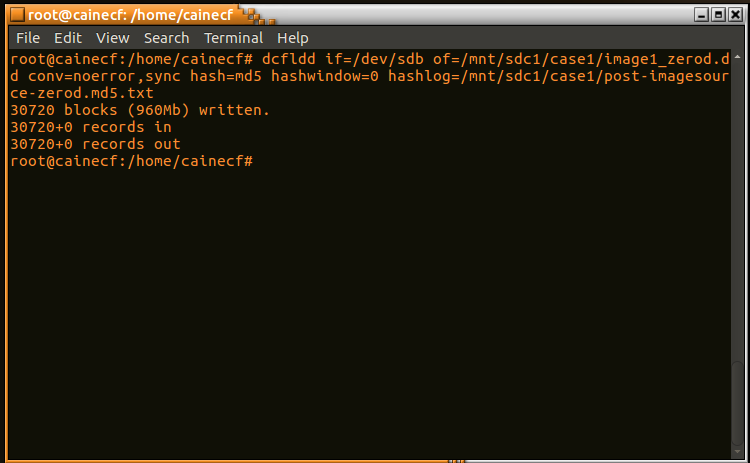 root@cainecf: /home/cainecf
File Edit View Search Terminal Help
root@cainecf:/home/cainecf# dcfldd if=/dev/sdb of=/mnt/sdc1/case1/image1_zerod.d
d conv=noerror,sync hash=md5 hashwindow=0 hashlog=/mnt/sdc1/case1/post-imagesour
ce-zerod.md5.txt
30720 blocks (960Mb) written.
30720+0 records in
30720+0 records out
root@cainecf:/home/cainecf#